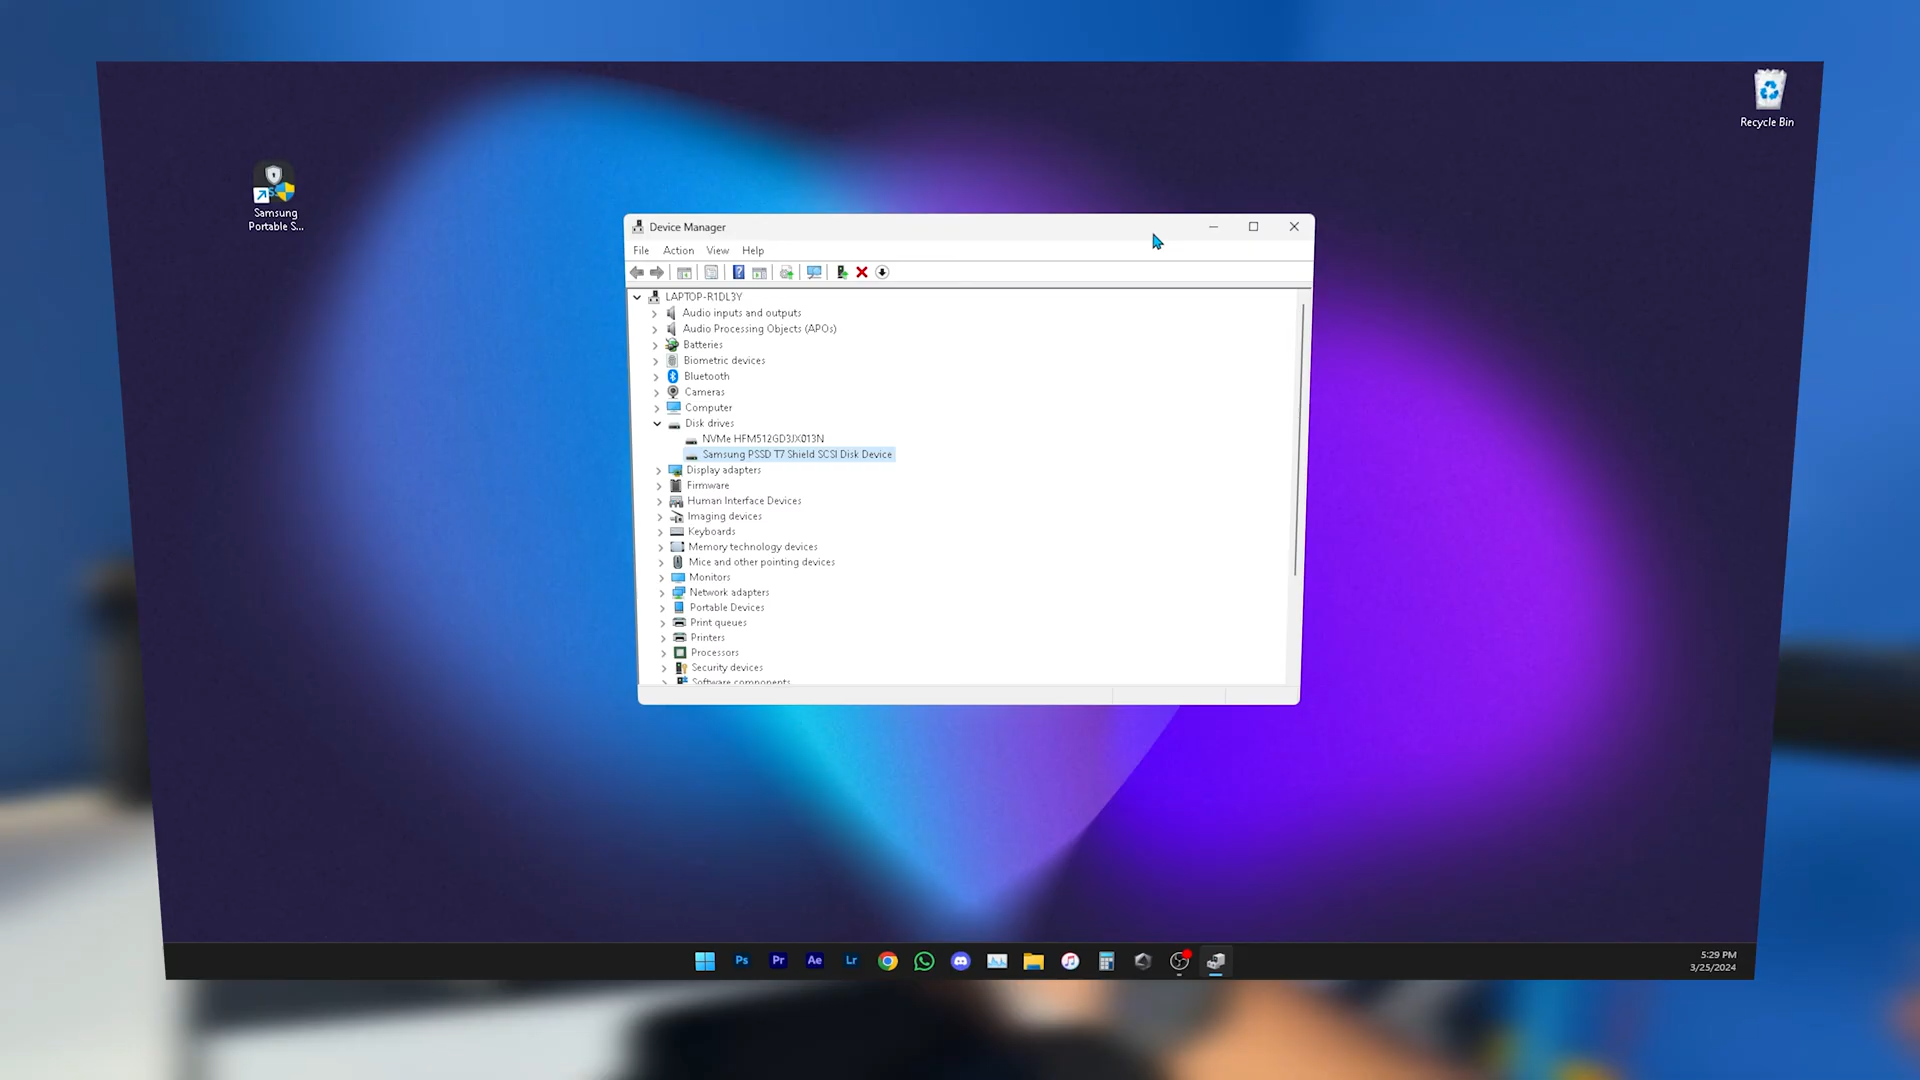 Recycle Bin
Samsung
Portable S...
Device Manager
File Action View Help
LAPTOP-R1DL3Y
Audio inputs and outputs
Audio Processing Objects (APOs)
Batteries
Biometric devices
Bluetooth
Cameras
Computer
Disk drives
NVMe HFM512GD3JX013N
Samsung PSSD T7 Shield SCSI Disk Device
Display adapters
Firmware
Human Interface Devices
Imaging devices
Keyboards
Memory technology devices
Mice and other pointing devices
Monitors
Network adapters
Portable Devices
Print queues
Printers
Processors
Security devices
Software components
Ps Pr Ae Lr
5:29 PM
3/25/2024